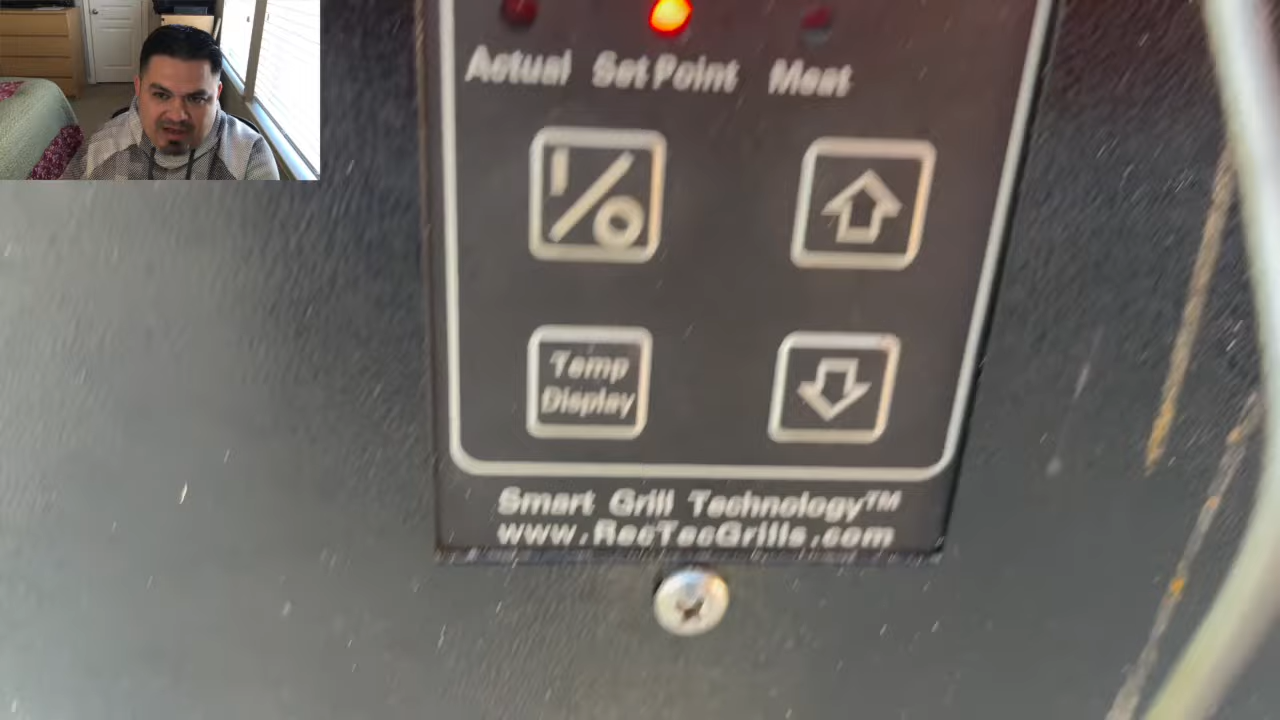 Actual Set Point Meat
Temp
Display
Smart Grill Technology™
www.RecTecGrills.com